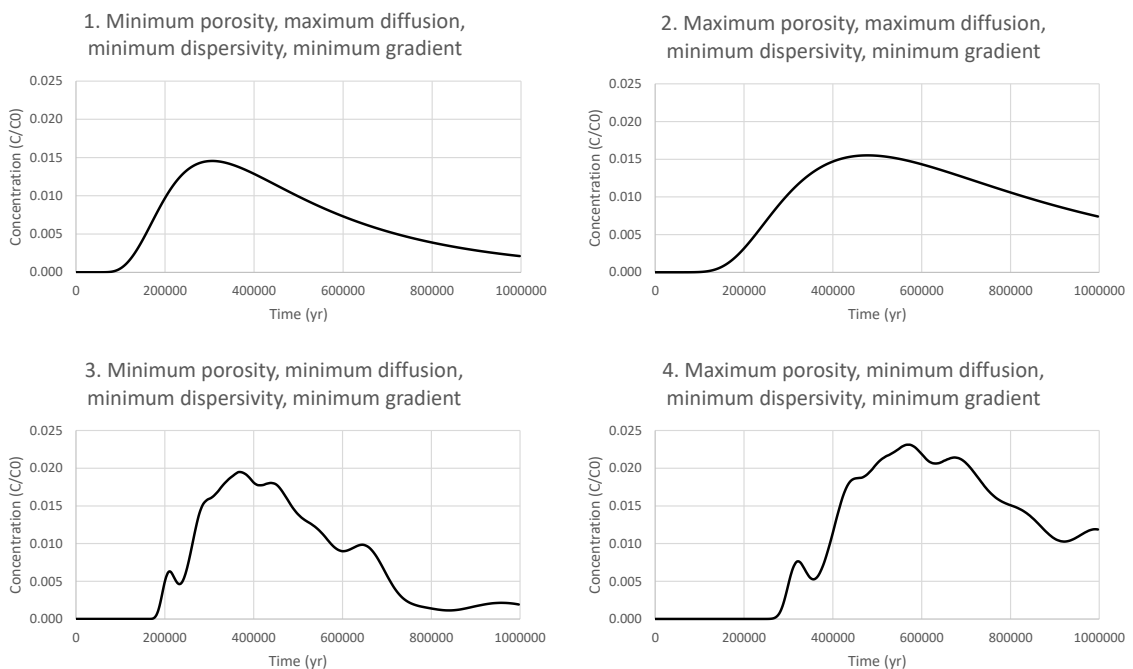 1. Minimum porosity, maximum diffusion,
minimum dispersivity, minimum gradient
0.025
0.020
0.015
0.010
0.005
0.000
Concentration (C/C0)
0 200000 400000 600000 800000 1000000
Time (yr)
2. Maximum porosity, maximum diffusion,
minimum dispersivity, minimum gradient
0.025
0.020
0.015
0.010
0.005
0.000
Concentration (C/C0)
0 200000 400000 600000 800000 1000000
Time (yr)
3. Minimum porosity, minimum diffusion,
minimum dispersivity, minimum gradient
0.025
0.020
0.015
0.010
0.005
0.000
Concentration (C/C0)
0 200000 400000 600000 800000 1000000
Time (yr)
4. Maximum porosity, minimum diffusion,
minimum dispersivity, minimum gradient
0.025
0.020
0.015
0.010
0.005
0.000
Concentration (C/C0)
0 200000 400000 600000 800000 1000000
Time (yr)